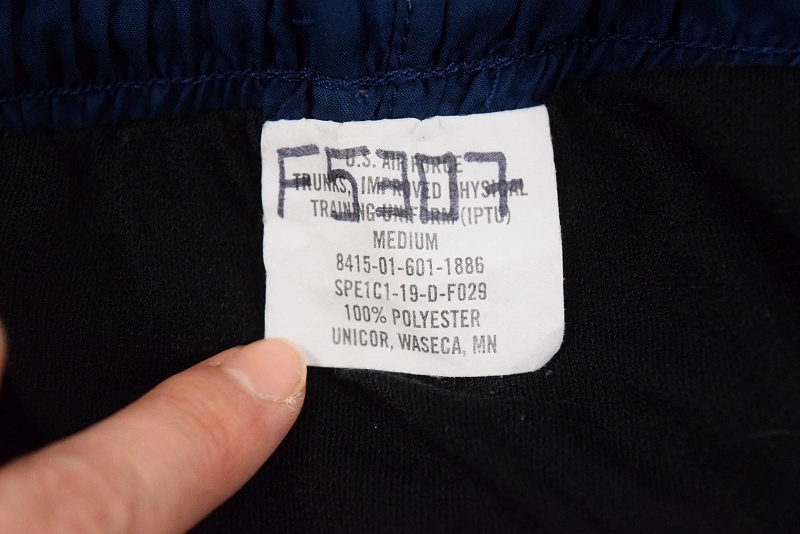 F5307
U.S. AIR FORCE
TRUNKS, IMPROVED PHYSICAL
TRAINING UNIFORM (IPTU)
MEDIUM
8415-01-601-1886
SPE1C1-19-D-F029
100% POLYESTER
UNICOR, WASECA, MN